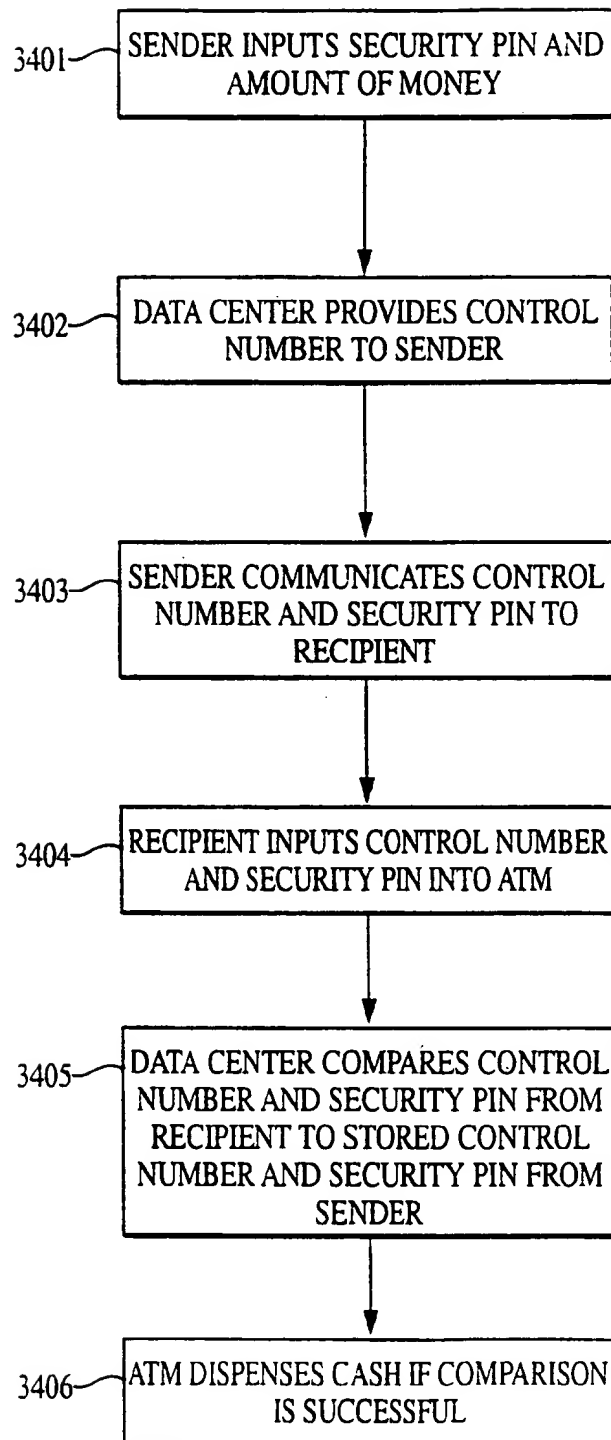 3401
SENDER INPUTS SECURITY PIN AND
AMOUNT OF MONEY
3402
DATA CENTER PROVIDES CONTROL
NUMBER TO SENDER
3403
SENDER COMMUNICATES CONTROL
NUMBER AND SECURITY PIN TO
RECIPIENT
3404
RECIPIENT INPUTS CONTROL NUMBER
AND SECURITY PIN INTO ATM
3405
DATA CENTER COMPARES CONTROL
NUMBER AND SECURITY PIN FROM
RECIPIENT TO STORED CONTROL
NUMBER AND SECURITY PIN FROM
SENDER
3406
ATM DISPENSES CASH IF COMPARISON
IS SUCCESSFUL